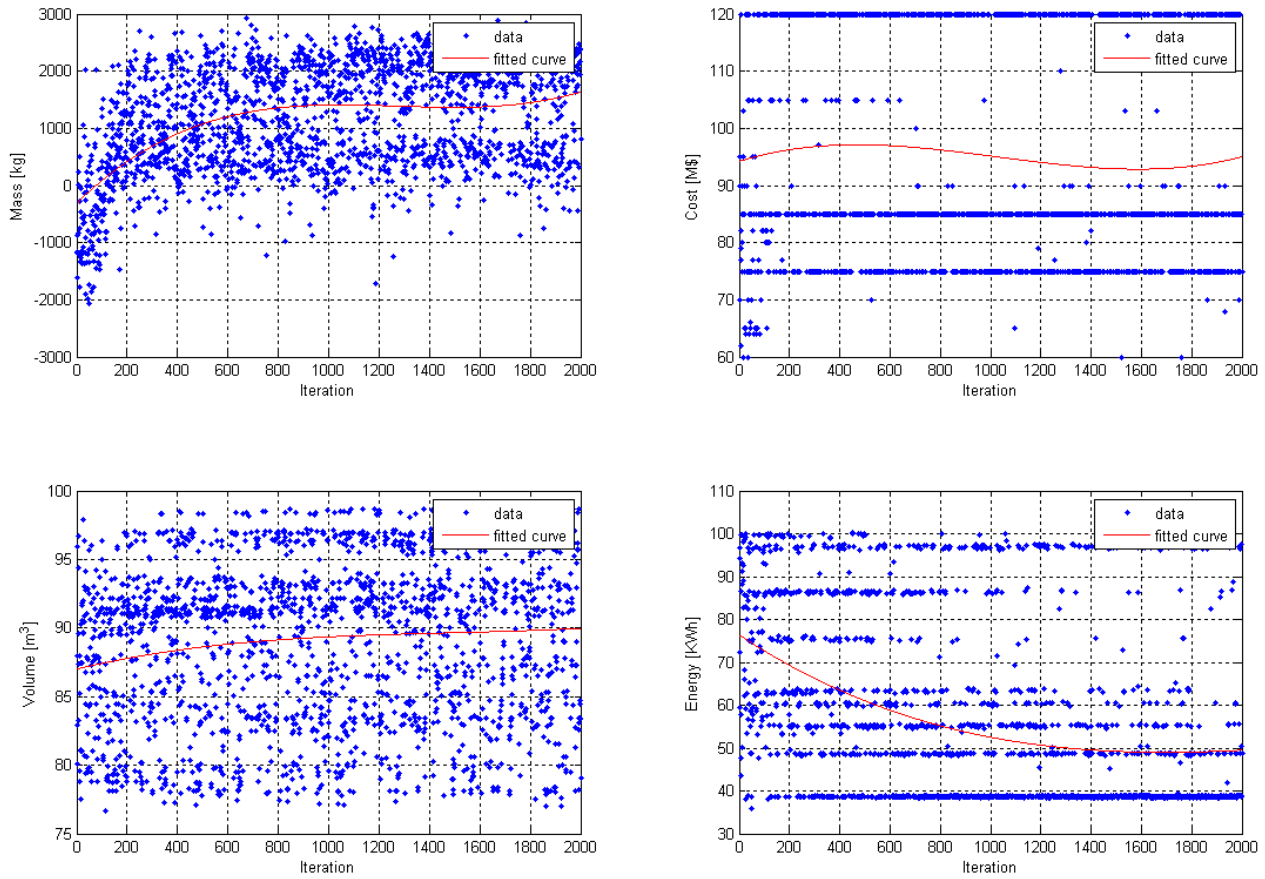 3000
2000
1000
0
-1000
-2000
-3000
Mass [kg]
data
fitted curve
0 200 400 600 800 1000 1200 1400 1600 1800 2000
Iteration
120
110
100
90
80
70
60
Cost [M$]
data
fitted curve
0 200 400 600 800 1000 1200 1400 1600 1800 2000
Iteration
100
95
90
85
80
75
Volume [m³]
data
fitted curve
0 200 400 600 800 1000 1200 1400 1600 1800 2000
Iteration
110
100
90
80
70
60
50
40
30
Energy [KWh]
data
fitted curve
0 200 400 600 800 1000 1200 1400 1600 1800 2000
Iteration